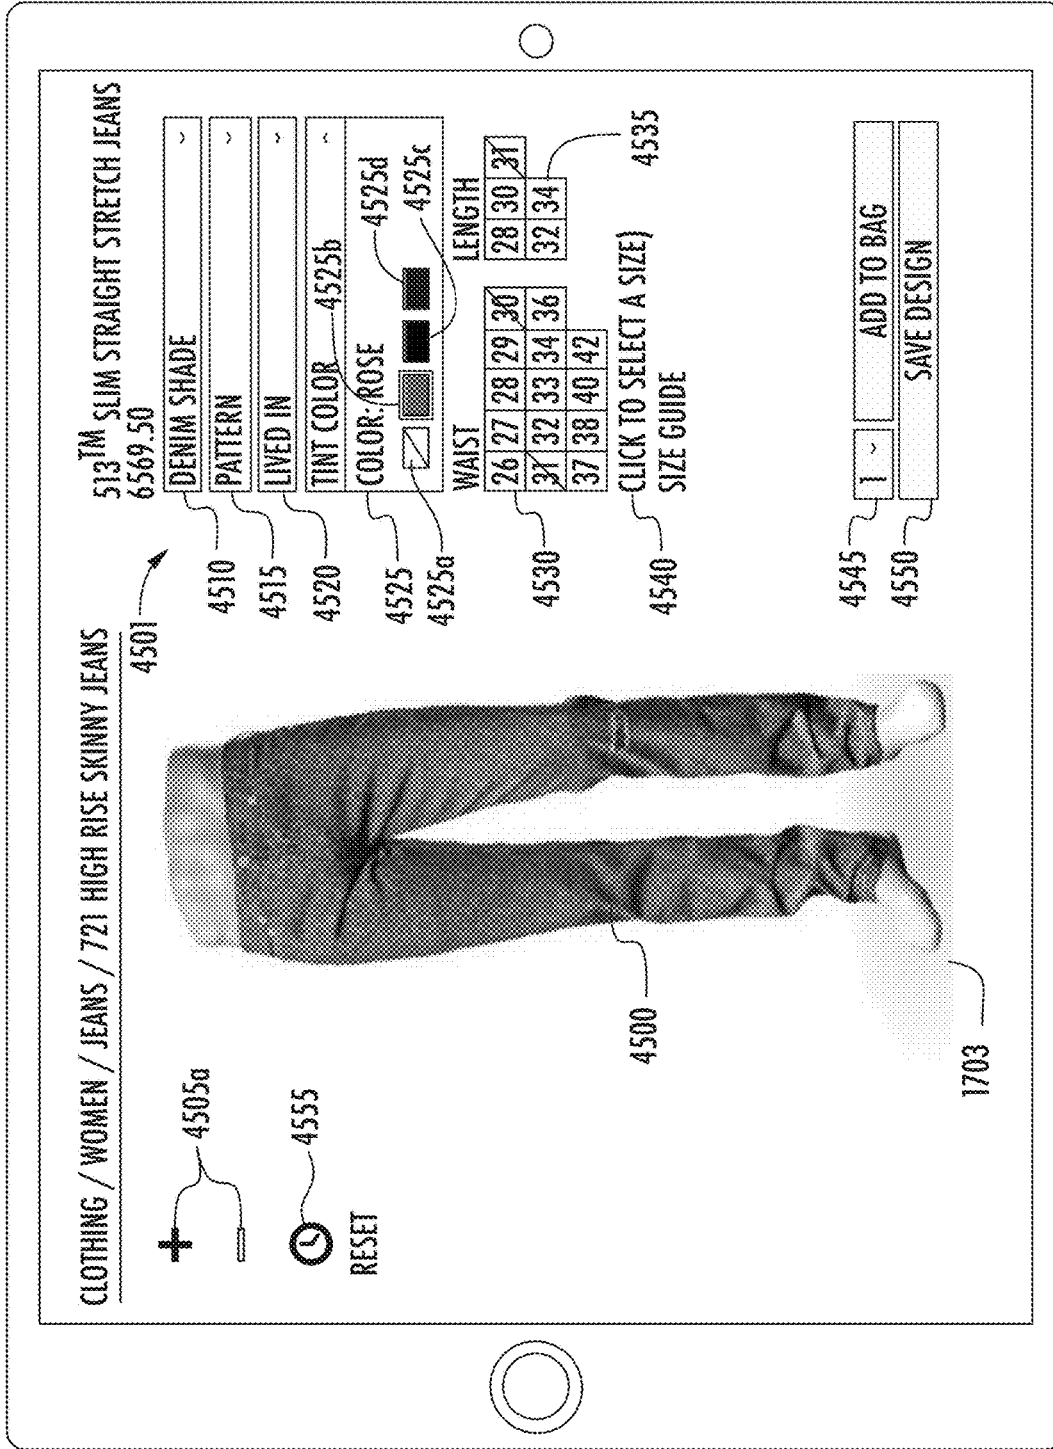 CLOTHING / WOMEN / JEANS / 721 HIGH RISE SKINNY JEANS
4505a
4555
RESET
4500
1703
4501
513™ SLIM STRAIGHT STRETCH JEANS
6569.50
4510
DENIM SHADE
4515
PATTERN
4520
LIVED IN
TINT COLOR
4525b
4525d
4525
COLOR: ROSE
4525a
4525c
WAIST
LENGTH
4530
26 27 28 29 30
28 30 31
31 32 33 34 36
32 34
37 38 40 42
4535
4540
CLICK TO SELECT A SIZE)
SIZE GUIDE
4545
1
ADD TO BAG
4550
SAVE DESIGN